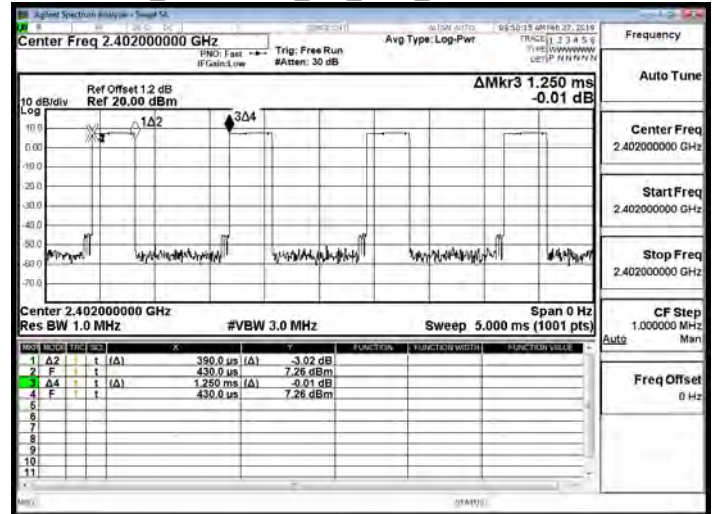 Agilent Spectrum Analyzer - Swept SA
Center Freq 2.402000000 GHz
PNO: Fast
IFGain:Low
Trig: Free Run
#Atten: 30 dB
ALIGN AUTO
Avg Type: Log-Pwr
09:50:15 AM Feb 27, 2019
TRACE 1 2 3 4 5 6
TYPE WWWWWW
DET P N N N N N
Ref Offset 1.2 dB
Ref 20.00 dBm
10 dB/div
Log
ΔMkr3 1.250 ms
-0.01 dB
1Δ2
3Δ4
10.0
0.00
-10.0
-20.0
-30.0
-40.0
-50.0
-60.0
-70.0
Center 2.402000000 GHz
Span 0 Hz
Res BW 1.0 MHz
#VBW 3.0 MHz
Sweep 5.000 ms (1001 pts)
MKR MODE TRC SCL X Y FUNCTION FUNCTION WIDTH FUNCTION VALUE
1 Δ2 1 t (Δ) 390.0 µs (Δ) -3.02 dB
2 F 1 t 430.0 µs 7.26 dBm
3 Δ4 1 t (Δ) 1.250 ms (Δ) -0.01 dB
4 F 1 t 430.0 µs 7.26 dBm
5
6
7
8
9
10
11
MSG
STATUS
Frequency
Auto Tune
Center Freq
2.402000000 GHz
Start Freq
2.402000000 GHz
Stop Freq
2.402000000 GHz
CF Step
1.000000 MHz
Auto Man
Freq Offset
0 Hz